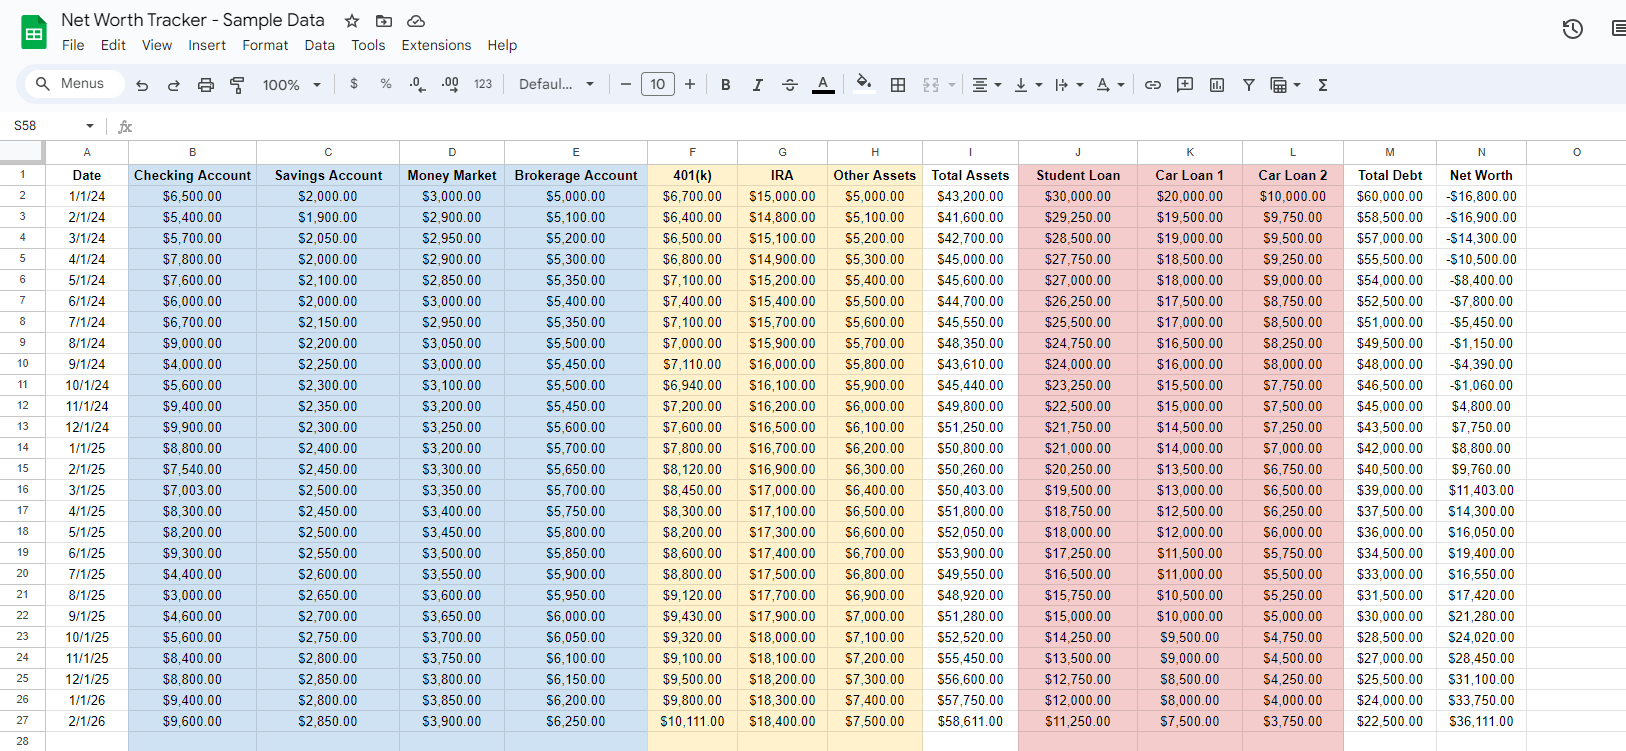 Net Worth Tracker - Sample Data
File Edit View Insert Format Data Tools Extensions Help
Menus 100% $ % .0 .00 123 Defaul... − 10 + B I A A Σ
S58 fx
A B C D E F G H I J K L M N O
1 Date Checking Account Savings Account Money Market Brokerage Account 401(k) IRA Other Assets Total Assets Student Loan Car Loan 1 Car Loan 2 Total Debt Net Worth
2 1/1/24 $6,500.00 $2,000.00 $3,000.00 $5,000.00 $6,700.00 $15,000.00 $5,000.00 $43,200.00 $30,000.00 $20,000.00 $10,000.00 $60,000.00 -$16,800.00
3 2/1/24 $5,400.00 $1,900.00 $2,900.00 $5,100.00 $6,400.00 $14,800.00 $5,100.00 $41,600.00 $29,250.00 $19,500.00 $9,750.00 $58,500.00 -$16,900.00
4 3/1/24 $5,700.00 $2,050.00 $2,950.00 $5,200.00 $6,500.00 $15,100.00 $5,200.00 $42,700.00 $28,500.00 $19,000.00 $9,500.00 $57,000.00 -$14,300.00
5 4/1/24 $7,800.00 $2,000.00 $2,900.00 $5,300.00 $6,800.00 $14,900.00 $5,300.00 $45,000.00 $27,750.00 $18,500.00 $9,250.00 $55,500.00 -$10,500.00
6 5/1/24 $7,600.00 $2,100.00 $2,850.00 $5,350.00 $7,100.00 $15,200.00 $5,400.00 $45,600.00 $27,000.00 $18,000.00 $9,000.00 $54,000.00 -$8,400.00
7 6/1/24 $6,000.00 $2,000.00 $3,000.00 $5,400.00 $7,400.00 $15,400.00 $5,500.00 $44,700.00 $26,250.00 $17,500.00 $8,750.00 $52,500.00 -$7,800.00
8 7/1/24 $6,700.00 $2,150.00 $2,950.00 $5,350.00 $7,100.00 $15,700.00 $5,600.00 $45,550.00 $25,500.00 $17,000.00 $8,500.00 $51,000.00 -$5,450.00
9 8/1/24 $9,000.00 $2,200.00 $3,050.00 $5,500.00 $7,000.00 $15,900.00 $5,700.00 $48,350.00 $24,750.00 $16,500.00 $8,250.00 $49,500.00 -$1,150.00
10 9/1/24 $4,000.00 $2,250.00 $3,000.00 $5,450.00 $7,110.00 $16,000.00 $5,800.00 $43,610.00 $24,000.00 $16,000.00 $8,000.00 $48,000.00 -$4,390.00
11 10/1/24 $5,600.00 $2,300.00 $3,100.00 $5,500.00 $6,940.00 $16,100.00 $5,900.00 $45,440.00 $23,250.00 $15,500.00 $7,750.00 $46,500.00 -$1,060.00
12 11/1/24 $9,400.00 $2,350.00 $3,200.00 $5,450.00 $7,200.00 $16,200.00 $6,000.00 $49,800.00 $22,500.00 $15,000.00 $7,500.00 $45,000.00 $4,800.00
13 12/1/24 $9,900.00 $2,300.00 $3,250.00 $5,600.00 $7,600.00 $16,500.00 $6,100.00 $51,250.00 $21,750.00 $14,500.00 $7,250.00 $43,500.00 $7,750.00
14 1/1/25 $8,800.00 $2,400.00 $3,200.00 $5,700.00 $7,800.00 $16,700.00 $6,200.00 $50,800.00 $21,000.00 $14,000.00 $7,000.00 $42,000.00 $8,800.00
15 2/1/25 $7,540.00 $2,450.00 $3,300.00 $5,650.00 $8,120.00 $16,900.00 $6,300.00 $50,260.00 $20,250.00 $13,500.00 $6,750.00 $40,500.00 $9,760.00
16 3/1/25 $7,003.00 $2,500.00 $3,350.00 $5,700.00 $8,450.00 $17,000.00 $6,400.00 $50,403.00 $19,500.00 $13,000.00 $6,500.00 $39,000.00 $11,403.00
17 4/1/25 $8,300.00 $2,450.00 $3,400.00 $5,750.00 $8,300.00 $17,100.00 $6,500.00 $51,800.00 $18,750.00 $12,500.00 $6,250.00 $37,500.00 $14,300.00
18 5/1/25 $8,200.00 $2,500.00 $3,450.00 $5,800.00 $8,200.00 $17,300.00 $6,600.00 $52,050.00 $18,000.00 $12,000.00 $6,000.00 $36,000.00 $16,050.00
19 6/1/25 $9,300.00 $2,550.00 $3,500.00 $5,850.00 $8,600.00 $17,400.00 $6,700.00 $53,900.00 $17,250.00 $11,500.00 $5,750.00 $34,500.00 $19,400.00
20 7/1/25 $4,400.00 $2,600.00 $3,550.00 $5,900.00 $8,800.00 $17,500.00 $6,800.00 $49,550.00 $16,500.00 $11,000.00 $5,500.00 $33,000.00 $16,550.00
21 8/1/25 $3,000.00 $2,650.00 $3,600.00 $5,950.00 $9,120.00 $17,700.00 $6,900.00 $48,920.00 $15,750.00 $10,500.00 $5,250.00 $31,500.00 $17,420.00
22 9/1/25 $4,600.00 $2,700.00 $3,650.00 $6,000.00 $9,430.00 $17,900.00 $7,000.00 $51,280.00 $15,000.00 $10,000.00 $5,000.00 $30,000.00 $21,280.00
23 10/1/25 $5,600.00 $2,750.00 $3,700.00 $6,050.00 $9,320.00 $18,000.00 $7,100.00 $52,520.00 $14,250.00 $9,500.00 $4,750.00 $28,500.00 $24,020.00
24 11/1/25 $8,400.00 $2,800.00 $3,750.00 $6,100.00 $9,100.00 $18,100.00 $7,200.00 $55,450.00 $13,500.00 $9,000.00 $4,500.00 $27,000.00 $28,450.00
25 12/1/25 $8,800.00 $2,850.00 $3,800.00 $6,150.00 $9,500.00 $18,200.00 $7,300.00 $56,600.00 $12,750.00 $8,500.00 $4,250.00 $25,500.00 $31,100.00
26 1/1/26 $9,400.00 $2,800.00 $3,850.00 $6,200.00 $9,800.00 $18,300.00 $7,400.00 $57,750.00 $12,000.00 $8,000.00 $4,000.00 $24,000.00 $33,750.00
27 2/1/26 $9,600.00 $2,850.00 $3,900.00 $6,250.00 $10,111.00 $18,400.00 $7,500.00 $58,611.00 $11,250.00 $7,500.00 $3,750.00 $22,500.00 $36,111.00
28